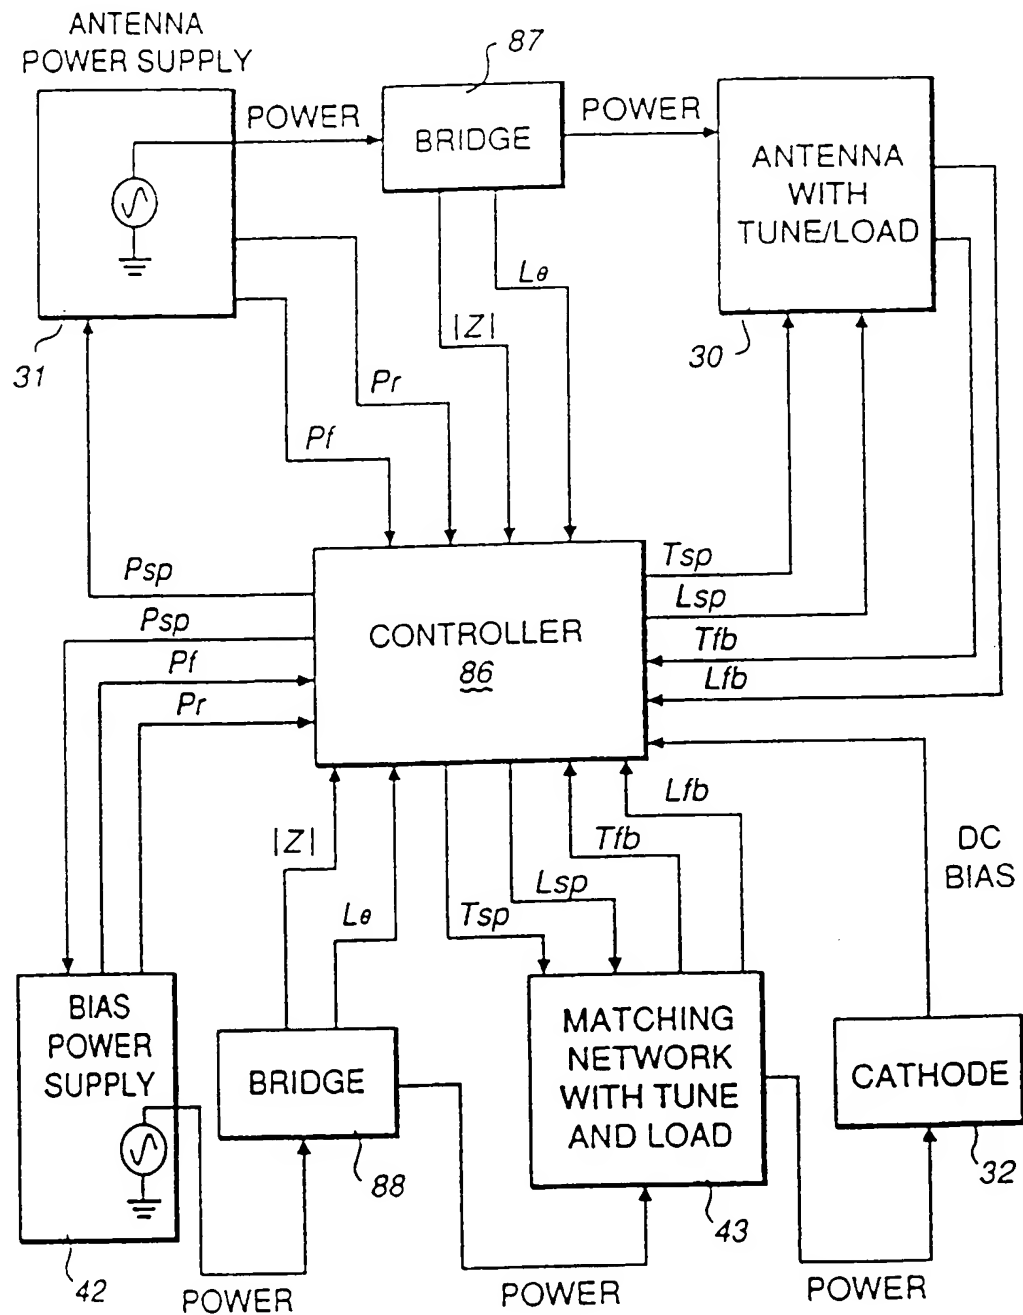 ANTENNA
POWER SUPPLY
87
POWER
BRIDGE
POWER
ANTENNA
WITH
TUNE/LOAD
31
30
Lθ
|Z|
Pr
Pf
Psp
Psp
Pf
Pr
CONTROLLER
86
Tsp
Lsp
Tfb
Lfb
|Z|
Lθ
Tsp
Lsp
Tfb
Lfb
DC
BIAS
BIAS
POWER
SUPPLY
BRIDGE
MATCHING
NETWORK
WITH TUNE
AND LOAD
CATHODE
42
88
43
32
POWER
POWER
POWER